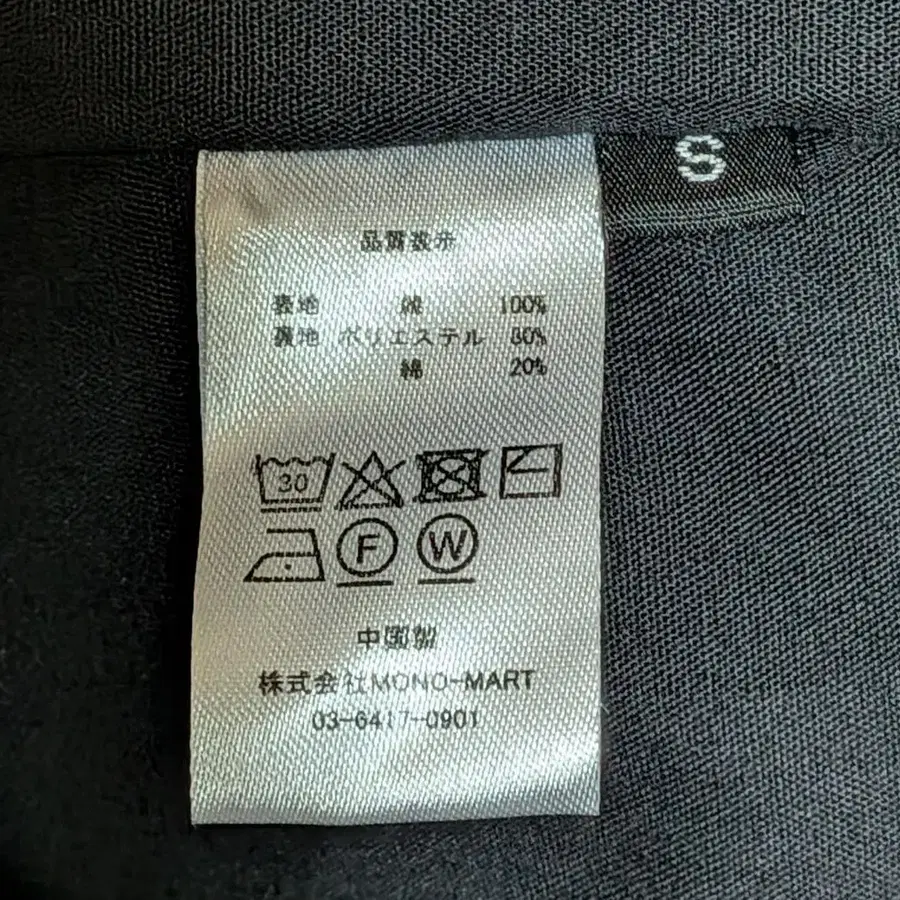 S
品質表示
表地 綿 100%
裏地 ポリエステル 80%
綿 20%
30
F W
中国製
株式会社MONO-MART
03-6417-0901